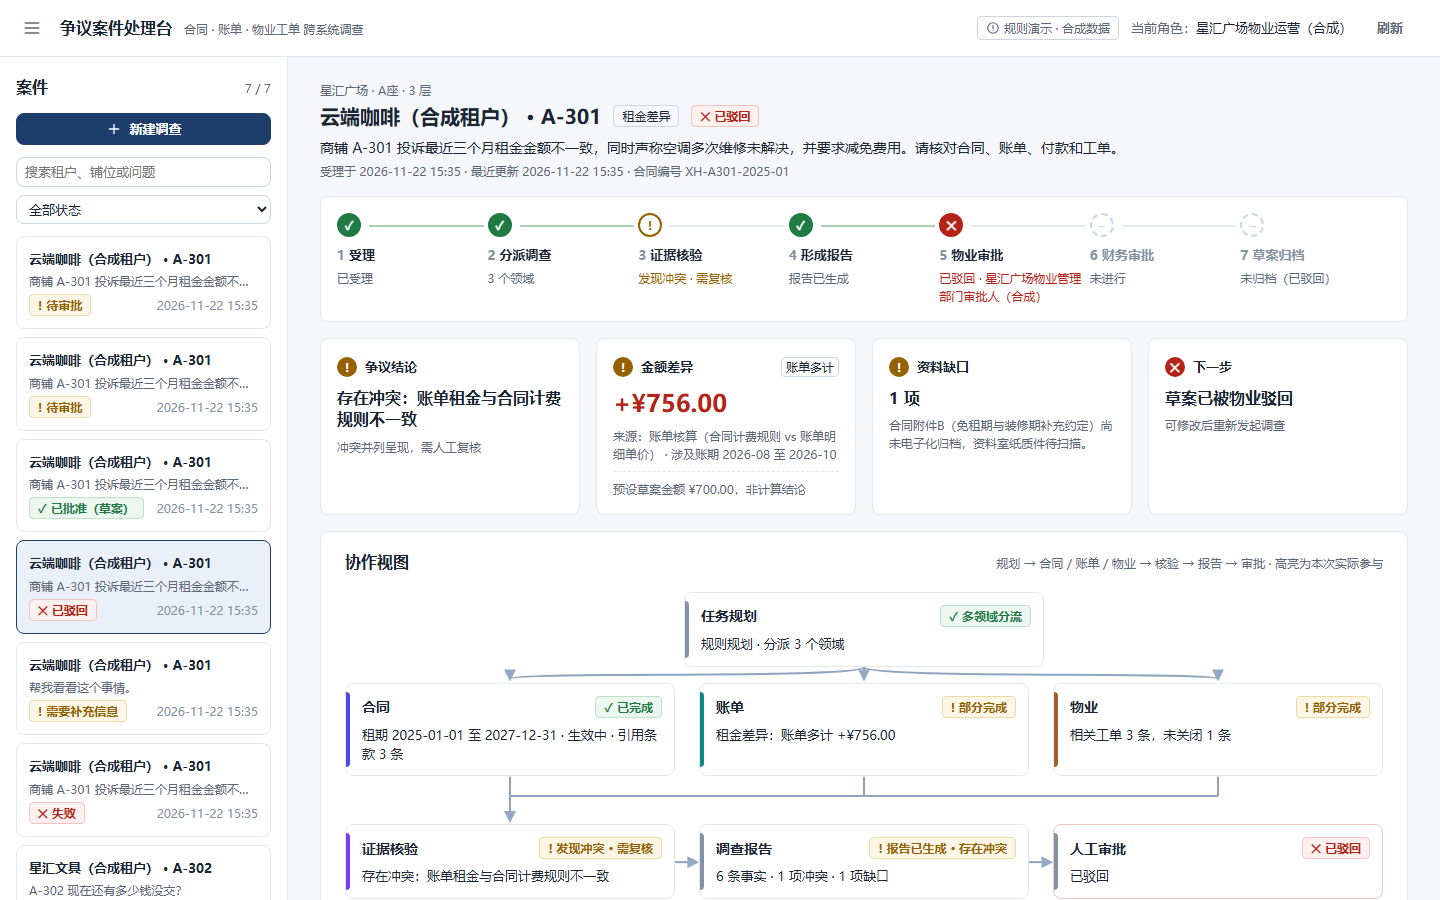 争议案件处理台
合同 · 账单 · 物业工单 跨系统调查
规则演示 · 合成数据
当前角色：星汇广场物业运营（合成）
刷新
案件
7 / 7
＋ 新建调查
搜索租户、铺位或问题
全部状态
云端咖啡（合成租户） • A-301
商铺 A-301 投诉最近三个月租金金额不…
! 待审批
2026-11-22 15:35
云端咖啡（合成租户） • A-301
商铺 A-301 投诉最近三个月租金金额不…
! 待审批
2026-11-22 15:35
云端咖啡（合成租户） • A-301
商铺 A-301 投诉最近三个月租金金额不…
✓ 已批准（草案）
2026-11-22 15:35
云端咖啡（合成租户） • A-301
商铺 A-301 投诉最近三个月租金金额不…
✕ 已驳回
2026-11-22 15:35
云端咖啡（合成租户） • A-301
帮我看看这个事情。
! 需要补充信息
2026-11-22 15:35
云端咖啡（合成租户） • A-301
商铺 A-301 投诉最近三个月租金金额不…
✕ 失败
2026-11-22 15:35
星汇文具（合成租户） • A-302
A-302 现在还有多少钱没交？
星汇广场 · A座 · 3 层
云端咖啡（合成租户） • A-301
租金差异
✕ 已驳回
商铺 A-301 投诉最近三个月租金金额不一致，同时声称空调多次维修未解决，并要求减免费用。请核对合同、账单、付款和工单。
受理于 2026-11-22 15:35 · 最近更新 2026-11-22 15:35 · 合同编号 XH-A301-2025-01
1 受理
已受理
2 分派调查
3 个领域
3 证据核验
发现冲突 · 需复核
4 形成报告
报告已生成
5 物业审批
已驳回 · 星汇广场物业管理
部门审批人（合成）
6 财务审批
未进行
7 草案归档
未归档（已驳回）
争议结论
存在冲突：账单租金与合同计费
规则不一致
冲突并列呈现，需人工复核
金额差异
账单多计
+¥756.00
来源：账单核算（合同计费规则 vs 账单明
细单价） · 涉及账期 2026-08 至 2026-10
预设草案金额 ¥700.00，非计算结论
资料缺口
1 项
合同附件B（免租期与装修期补充约定）尚
未电子化归档，资料室纸质件待扫描。
下一步
草案已被物业驳回
可修改后重新发起调查
协作视图
规划 → 合同 / 账单 / 物业 → 核验 → 报告 → 审批 · 高亮为本次实际参与
任务规划
✓ 多领域分流
规则规划 · 分派 3 个领域
合同
✓ 已完成
租期 2025-01-01 至 2027-12-31 · 生效中 · 引用条
款 3 条
账单
! 部分完成
租金差异：账单多计 +¥756.00
物业
! 部分完成
相关工单 3 条，未关闭 1 条
证据核验
! 发现冲突 • 需复核
存在冲突：账单租金与合同计费规则不一致
调查报告
! 报告已生成 • 存在冲突
6 条事实 · 1 项冲突 · 1 项缺口
人工审批
✕ 已驳回
已驳回